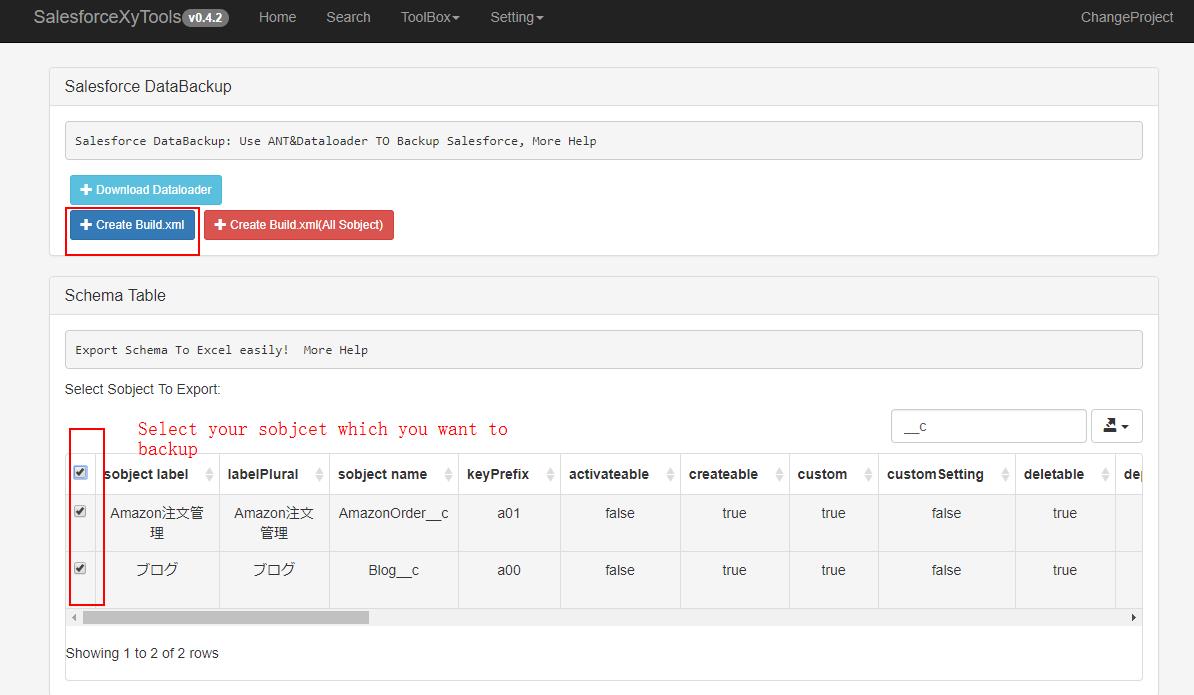 SalesforceXyTools v0.4.2 Home Search ToolBox Setting ChangeProject
Salesforce DataBackup
Salesforce DataBackup: Use ANT&Dataloader TO Backup Salesforce, More Help
Download Dataloader
Create Build.xml Create Build.xml(All Sobject)
Schema Table
Export Schema To Excel easily! More Help
Select Sobject To Export:
__c
Select your sobjcet which you want to
backup
sobject label labelPlural sobject name keyPrefix activateable createable custom customSetting deletable dep
Amazon注文管 Amazon注文 AmazonOrder__c a01 false true true false true
理 管理
ブログ ブログ Blog__c a00 false true true false true
Showing 1 to 2 of 2 rows